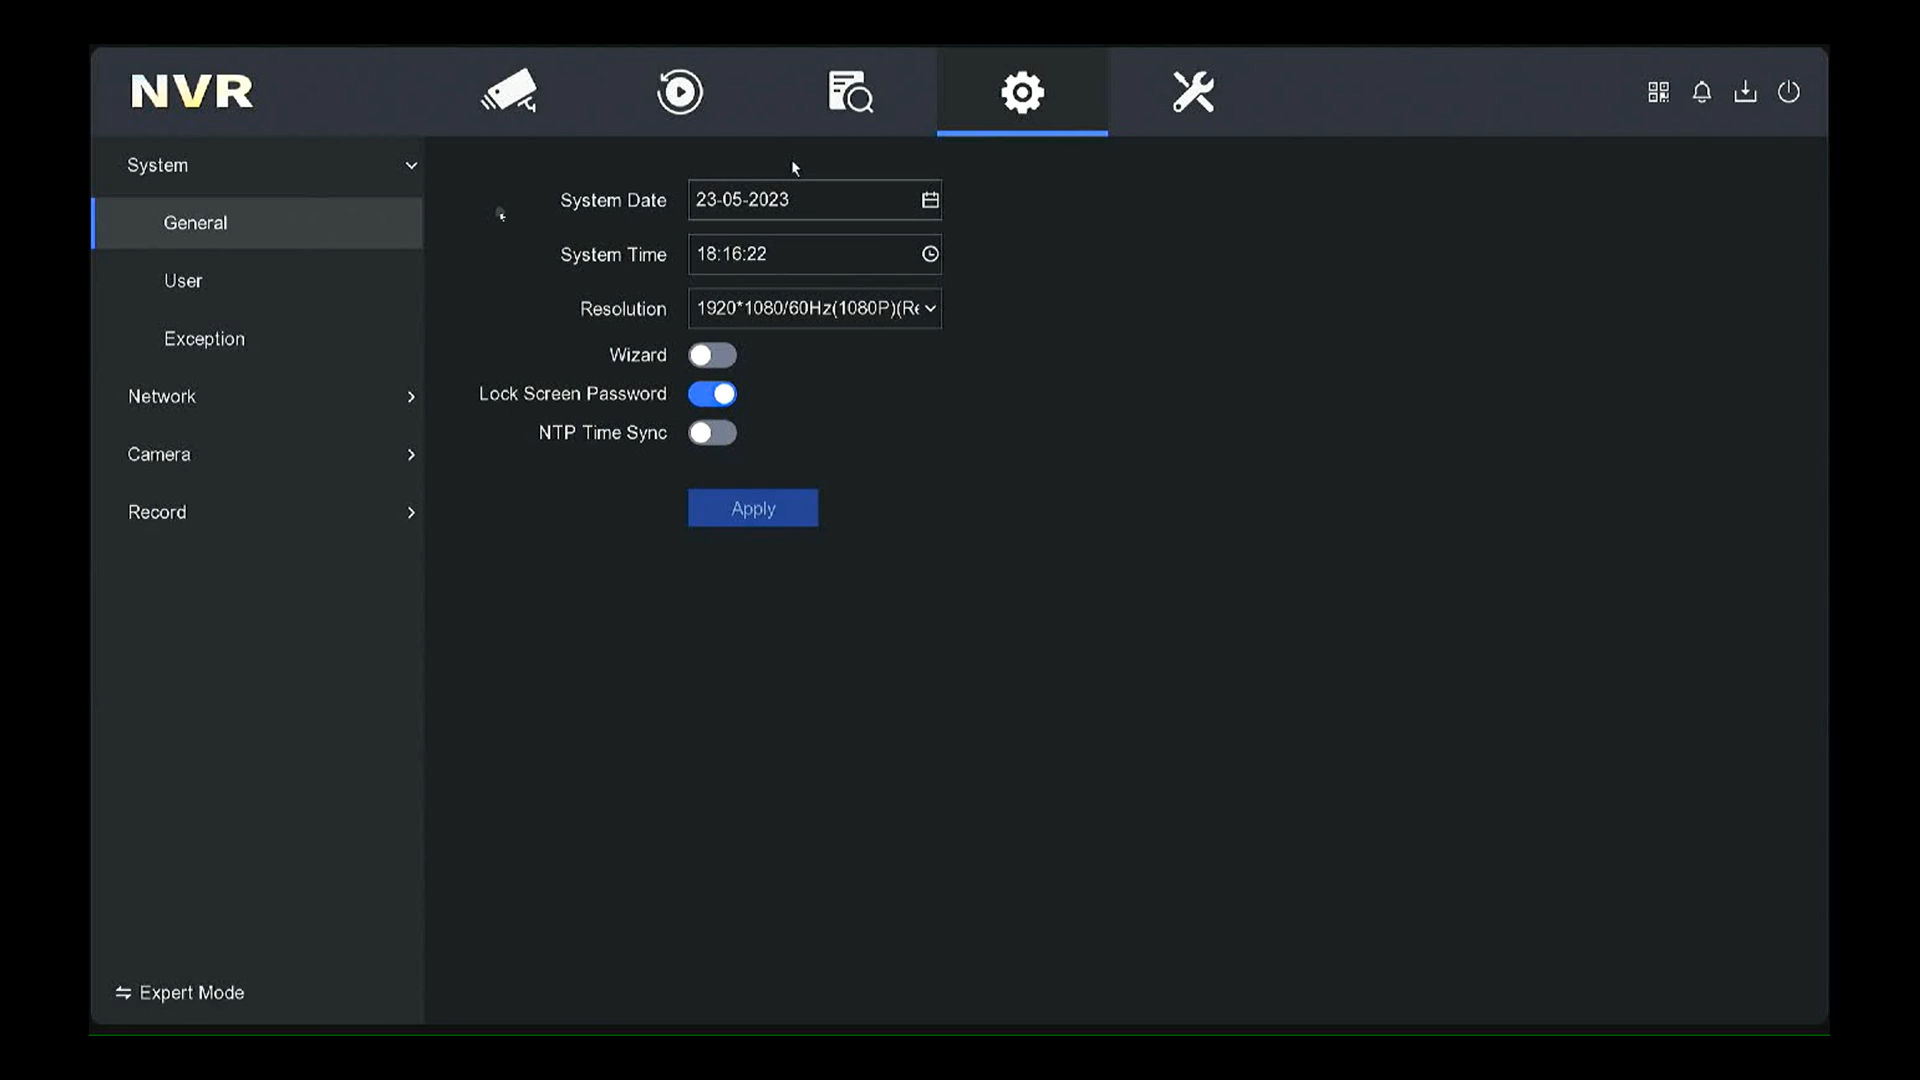 NVR
System
General
User
Exception
Network
Camera
Record
Expert Mode
System Date 23-05-2023
System Time 18:16:22
Resolution 1920*1080/60Hz(1080P)(Re
Wizard
Lock Screen Password
NTP Time Sync
Apply